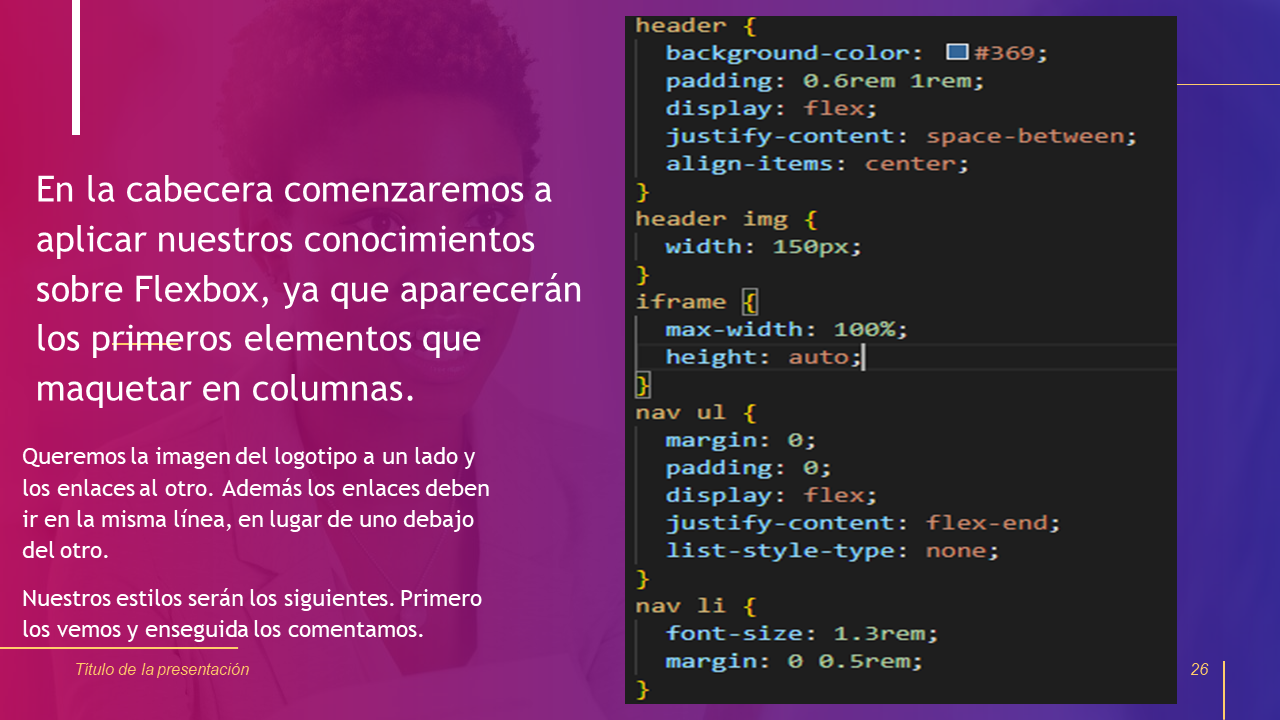 En la cabecera comenzaremos a
aplicar nuestros conocimientos
sobre Flexbox, ya que aparecerán
los primeros elementos que
maquetar en columnas.
Queremos la imagen del logotipo a un lado y
los enlaces al otro. Además los enlaces deben
ir en la misma línea, en lugar de uno debajo
del otro.
Nuestros estilos serán los siguientes. Primero
los vemos y enseguida los comentamos.
header {
background-color: #369;
padding: 0.6rem 1rem;
display: flex;
justify-content: space-between;
align-items: center;
}
header img {
width: 150px;
}
iframe {
max-width: 100%;
height: auto;
}
nav ul {
margin: 0;
padding: 0;
display: flex;
justify-content: flex-end;
list-style-type: none;
}
nav li {
font-size: 1.3rem;
margin: 0 0.5rem;
}
Título de la presentación
26